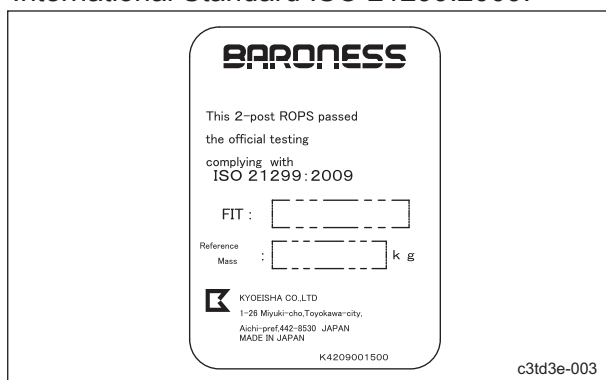 International Standard ISO 21299:2009.
BARONESS
This 2-post ROPS passed
the official testing
complying with
ISO 21299:2009
FIT :
Reference
Mass : kg
KYOEISHA CO.,LTD
1-26 Miyuki-cho,Toyokawa-city,
Aichi-pref,442-8530 JAPAN
MADE IN JAPAN
K4209001500
c3td3e-003